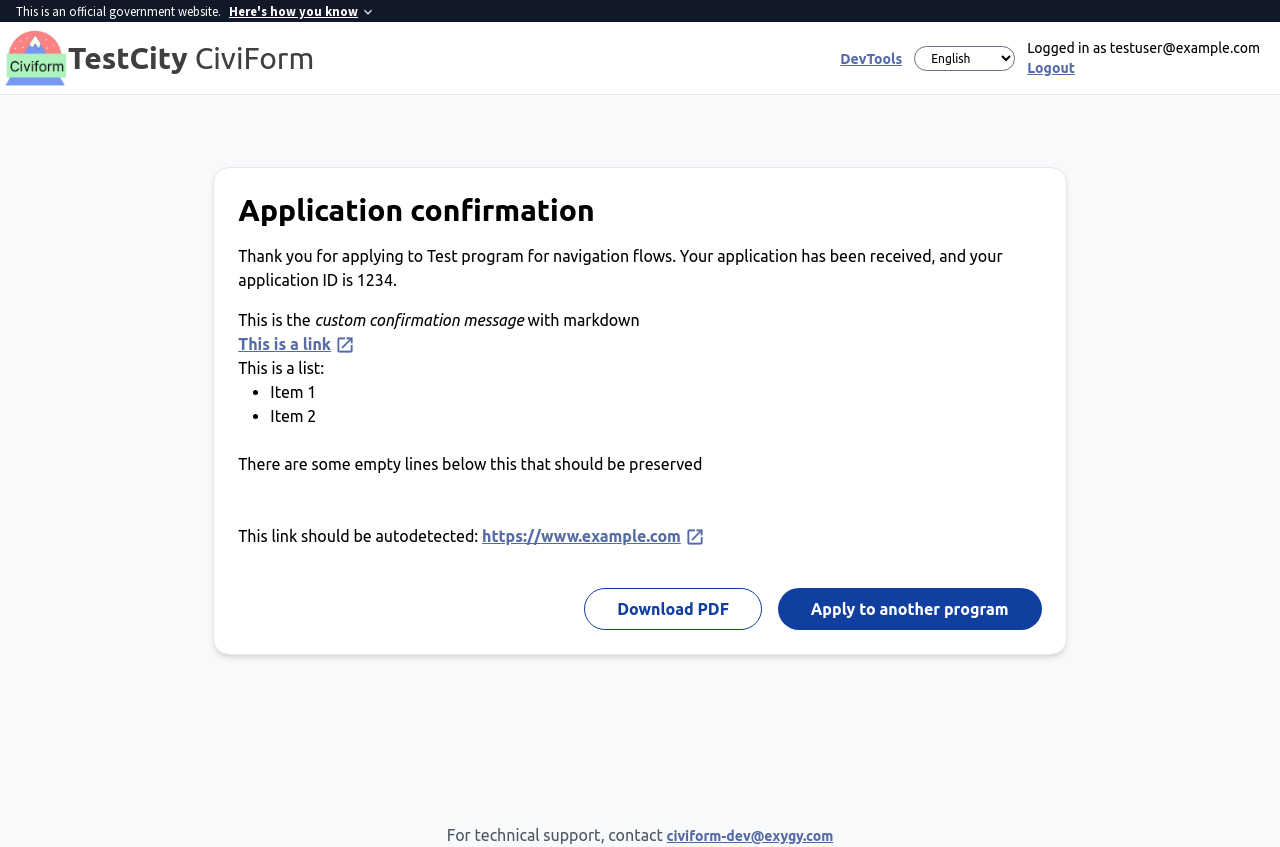 This is an official government website. Here's how you know
Civiform
TestCity CiviForm
DevTools
English
Logged in as testuser@example.com
Logout
Application confirmation
Thank you for applying to Test program for navigation flows. Your application has been received, and your
application ID is 1234.
This is the custom confirmation message with markdown
This is a link
This is a list:
• Item 1
• Item 2
There are some empty lines below this that should be preserved
This link should be autodetected: https://www.example.com
Download PDF
Apply to another program
For technical support, contact civiform-dev@exygy.com